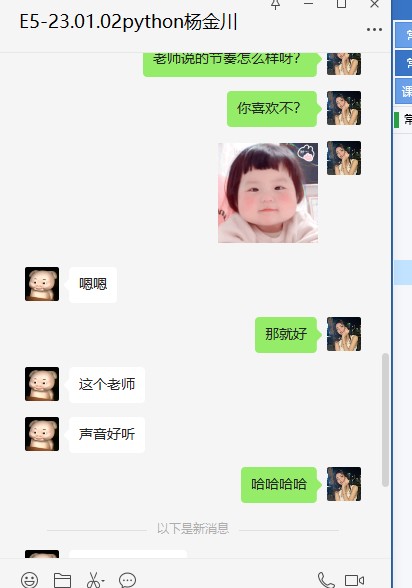 E5-23.01.02python杨金川
老师说的节奏怎么样呀?
你喜欢不?
嗯嗯
那就好
这个老师
声音好听
哈哈哈哈
以下是新消息
课
常